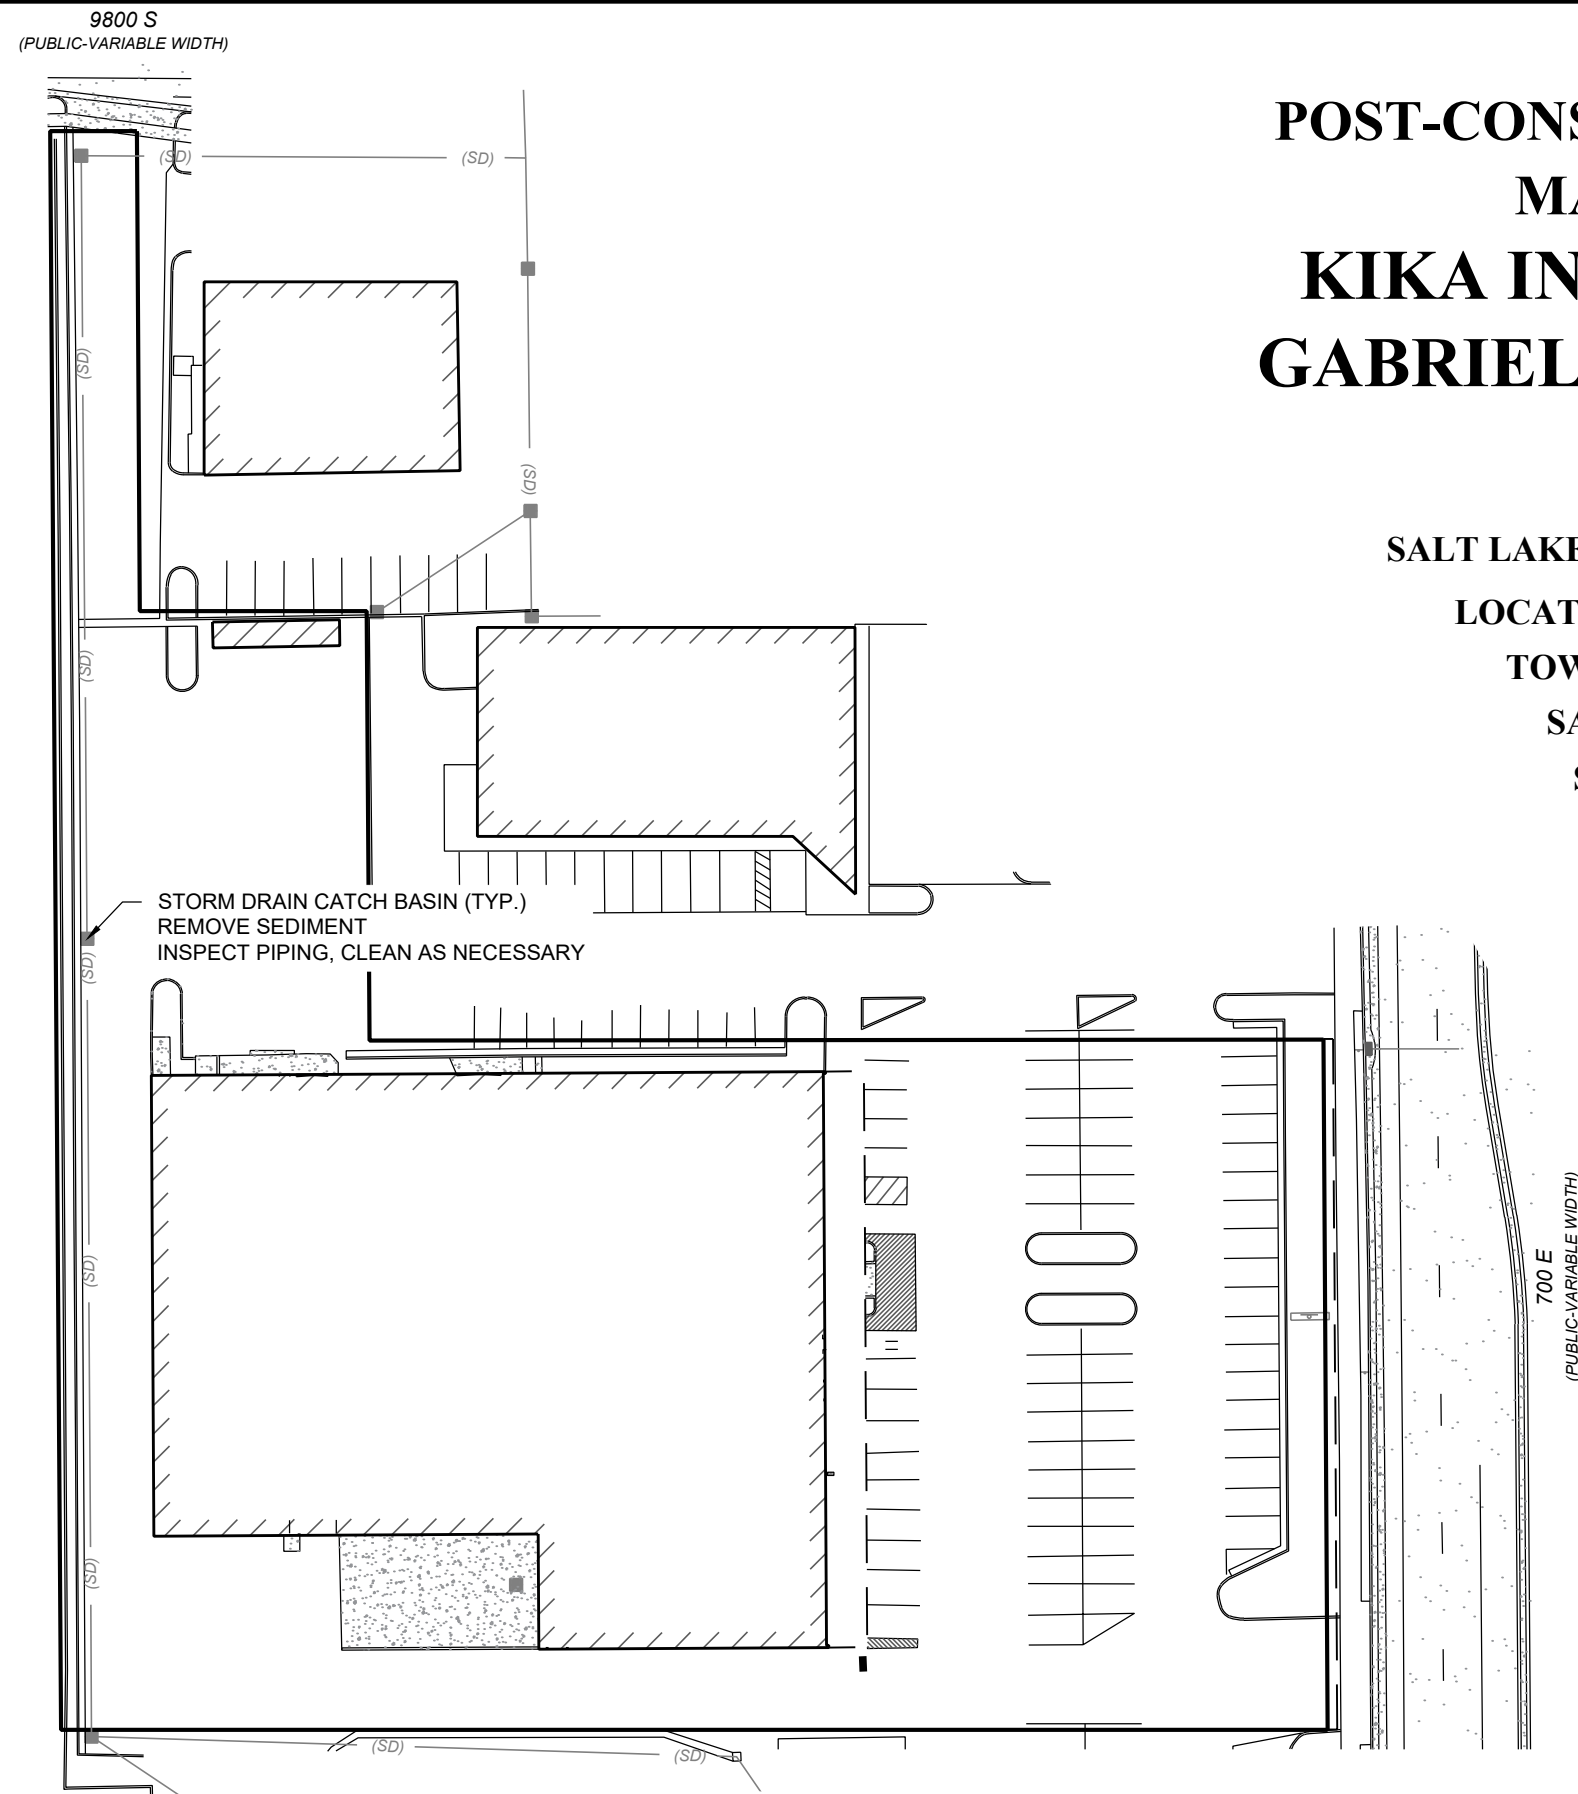 9800 S
(PUBLIC-VARIABLE WIDTH)
POST-CONS
MA
KIKA IN
GABRIEL
(SD)
(SD)
(SD)
(SD)
SALT LAKE
LOCAT
TOW
SA
S
(SD)
STORM DRAIN CATCH BASIN (TYP.)
REMOVE SEDIMENT
INSPECT PIPING, CLEAN AS NECESSARY
(SD)
(SD)
700 E
(PUBLIC-VARIABLE WIDTH)
(SD)
(SD)
(SD)